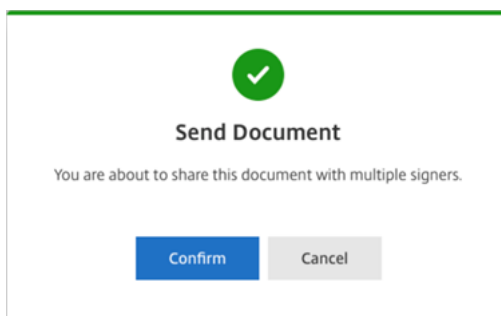 Send Document
You are about to share this document with multiple signers.
Confirm
Cancel